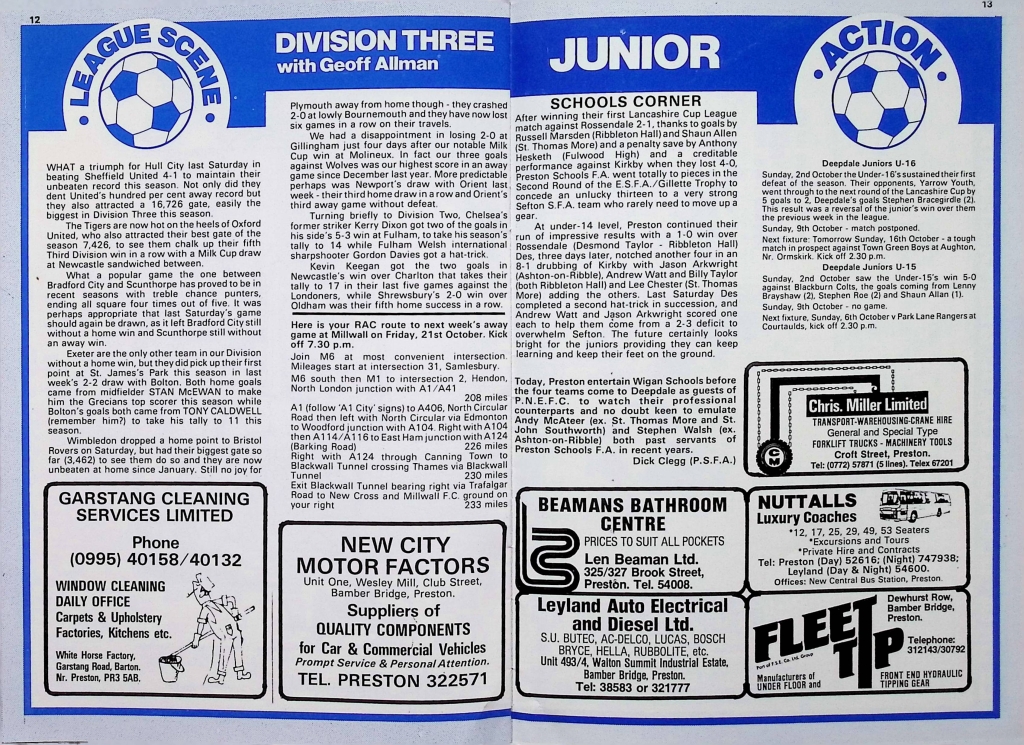 12
LEAGUE SCENE
DIVISION THREE
with Geoff Allman
WHAT a triumph for Hull City last Saturday in
beating Sheffield United 4-1 to maintain their
unbeaten record this season. Not only did they
dent United's hundred per cent away record but
they also attracted a 16,726 gate, easily the
biggest in Division Three this season.
The Tigers are now hot on the heels of Oxford
United, who also attracted their best gate of the
season 7,426, to see them chalk up their fifth
Third Division win in a row with a Milk Cup draw
at Newcastle sandwiched between.
What a popular game the one between
Bradford City and Scunthorpe has proved to be in
recent seasons with treble chance punters,
ending all square four times out of five. It was
perhaps appropriate that last Saturday's game
should again be drawn, as it left Bradford City still
without a home win and Scunthorpe still without
an away win.
Exeter are the only other team in our Division
without a home win, but they did pick up their first
point at St. James's Park this season in last
week's 2-2 draw with Bolton. Both home goals
came from midfielder STAN McEWAN to make
him the Grecians top scorer this season while
Bolton's goals both came from TONY CALDWELL
(remember him?) to take his tally to 11 this
season.
Wimbledon dropped a home point to Bristol
Rovers on Saturday, but had their biggest gate so
far (3,462) to see them do so and they are now
unbeaten at home since January. Still no joy for
Plymouth away from home though - they crashed
2-0 at lowly Bournemouth and they have now lost
six games in a row on their travels.
We had a disappointment in losing 2-0 at
Gillingham just four days after our notable Milk
Cup win at Molineux. In fact our three goals
against Wolves was our highest score in an away
game since December last year. More predictable
perhaps was Newport's draw with Orient last
week - their third home draw in a row and Orient's
third away game without defeat.
Turning briefly to Division Two, Chelsea's
former striker Kerry Dixon got two of the goals in
his side's 5-3 win at Fulham, to take his season's
tally to 14 while Fulham Welsh international
sharpshooter Gordon Davies got a hat-trick.
Kevin Keegan got the two goals in
Newcastle's win over Charlton that takes their
tally to 17 in their last five games against the
Londoners, while Shrewsbury's 2-0 win over
Oldham was their fifth home success in a row.
Here is your RAC route to next week's away
game at Millwall on Friday, 21st October. Kick
off 7.30 p.m.
Join M6 at most convenient intersection.
Mileages start at intersection 31, Samlesbury.
M6 south then M1 to intersection 2, Hendon,
North London junction with A1/A41
208 miles
A1 (follow 'A1 City' signs) to A406, North Circular
Road then left with North Circular via Edmonton
to Woodford junction with A104. Right with A104
then A114/A116 to East Ham junction with A124
(Barking Road) 226 miles
Right with A124 through Canning Town to
Blackwall Tunnel crossing Thames via Blackwall
Tunnel 230 miles
Exit Blackwall Tunnel bearing right via Trafalgar
Road to New Cross and Millwall F.C. ground on
your right 233 miles
GARSTANG CLEANING
SERVICES LIMITED
Phone
(0995) 40158/40132
WINDOW CLEANING
DAILY OFFICE
Carpets & Upholstery
Factories, Kitchens etc.
White Horse Factory,
Garstang Road, Barton.
Nr. Preston, PR3 5AB.
NEW CITY
MOTOR FACTORS
Unit One, Wesley Mill, Club Street,
Bamber Bridge, Preston.
Suppliers of
QUALITY COMPONENTS
for Car & Commercial Vehicles
Prompt Service & Personal Attention.
TEL. PRESTON 322571
13
JUNIOR
ACTION
SCHOOLS CORNER
After winning their first Lancashire Cup League
match against Rossendale 2-1, thanks to goals by
Russell Marsden (Ribbleton Hall) and Shaun Allen
(St. Thomas More) and a penalty save by Anthony
Hesketh (Fulwood High) and a creditable
performance against Kirkby when they lost 4-0,
Preston Schools F.A. went totally to pieces in the
Second Round of the E.S.F.A./Gillette Trophy to
concede an unlucky thirteen to a very strong
Sefton S.F.A. team who rarely need to move up a
gear.
At under-14 level, Preston continued their
run of impressive results with a 1-0 win over
Rossendale (Desmond Taylor - Ribbleton Hall)
Des, three days later, notched another four in an
8-1 drubbing of Kirkby with Jason Arkwright
(Ashton-on-Ribble), Andrew Watt and Billy Taylor
(both Ribbleton Hall) and Lee Chester (St. Thomas
More) adding the others. Last Saturday Des
completed a second hat-trick in succession, and
Andrew Watt and Jason Arkwright scored one
each to help them come from a 2-3 deficit to
overwhelm Sefton. The future certainly looks
bright for the juniors providing they can keep
learning and keep their feet on the ground.
Today, Preston entertain Wigan Schools before
the four teams come to Deepdale as guests of
P.N.E.F.C. to watch their professional
counterparts and no doubt keen to emulate
Andy McAteer (ex. St. Thomas More and St.
John Southworth) and Stephen Walsh (ex.
Ashton-on-Ribble) both past servants of
Preston Schools F.A. in recent years.
Dick Clegg (P.S.F.A.)
Deepdale Juniors U-16
Sunday, 2nd October the Under-16's sustained their first
defeat of the season. Their opponents, Yarrow Youth,
went through to the next round of the Lancashire Cup by
5 goals to 2, Deepdale's goals Stephen Bracegirdle (2).
This result was a reversal of the junior's win over them
the previous week in the league.
Sunday, 9th October - match postponed.
Next fixture: Tomorrow Sunday, 16th October - a tough
match in prospect against Town Green Boys at Aughton,
Nr. Ormskirk. Kick off 2.30 p.m.
Deepdale Juniors U-15
Sunday, 2nd October saw the Under-15's win 5-0
against Blackburn Colts, the goals coming from Lenny
Brayshaw (2), Stephen Roe (2) and Shaun Allan (1).
Sunday, 9th October - no game.
Next fixture, Sunday, 6th October v Park Lane Rangers at
Courtaulds, kick off 2.30 p.m.
Chris. Miller Limited
TRANSPORT-WAREHOUSING-CRANE HIRE
General and Special Type
FORKLIFT TRUCKS - MACHINERY TOOLS
Croft Street, Preston.
Tel: (0772) 57871 (5 lines). Telex 67201
CM
BEAMANS BATHROOM
CENTRE
PRICES TO SUIT ALL POCKETS
Len Beaman Ltd.
325/327 Brook Street,
Preston. Tel. 54008.
NUTTALLS
Luxury Coaches
*12, 17, 25, 29, 49, 53 Seaters
*Excursions and Tours
*Private Hire and Contracts
Tel: Preston (Day) 52616; (Night) 747938;
Leyland (Day & Night) 54600.
Offices: New Central Bus Station, Preston.
Leyland Auto Electrical
and Diesel Ltd.
S.U. BUTEC, AC-DELCO, LUCAS, BOSCH
BRYCE, HELLA, RUBBOLITE, etc.
Unit 493/4, Walton Summit Industrial Estate,
Bamber Bridge, Preston.
Tel: 38583 or 321777
FLEETTIP
Part of F.S.E. Co. Ltd. Group
Dewhurst Row,
Bamber Bridge,
Preston.
Telephone:
312143/30792
Manufacturers of
UNDER FLOOR and
FRONT END HYDRAULIC
TIPPING GEAR